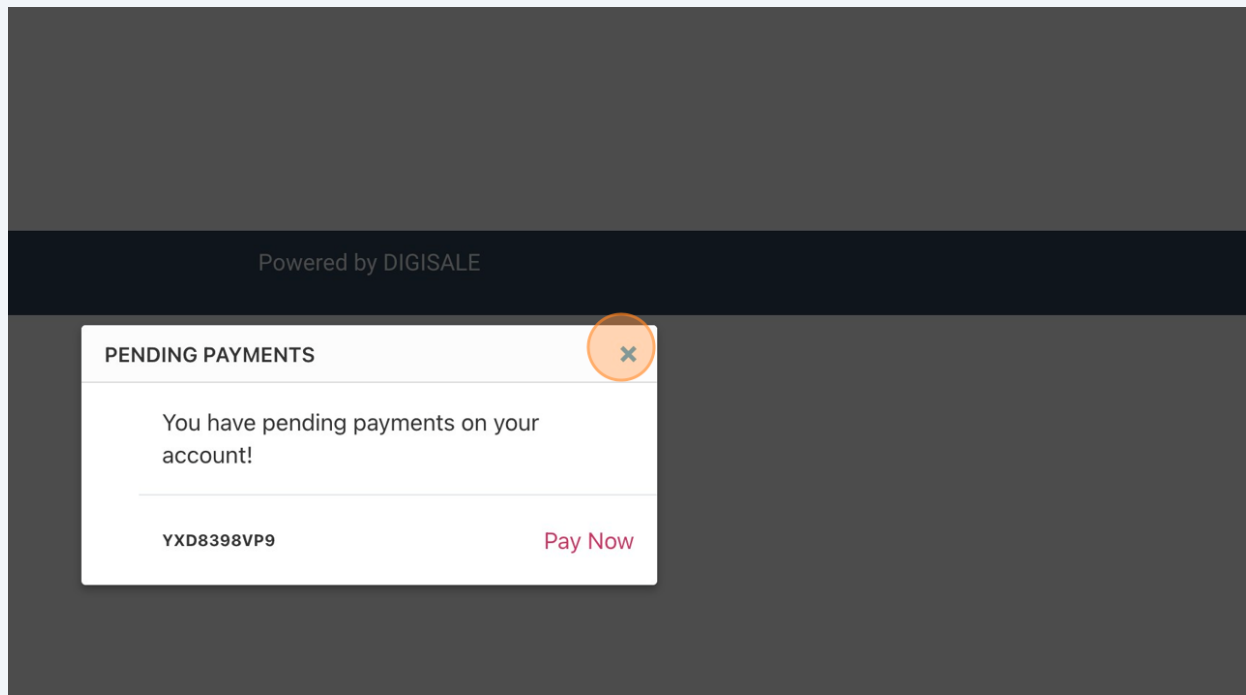 Powered by DIGISALE
PENDING PAYMENTS
You have pending payments on your
account!
YXD8398VP9
Pay Now